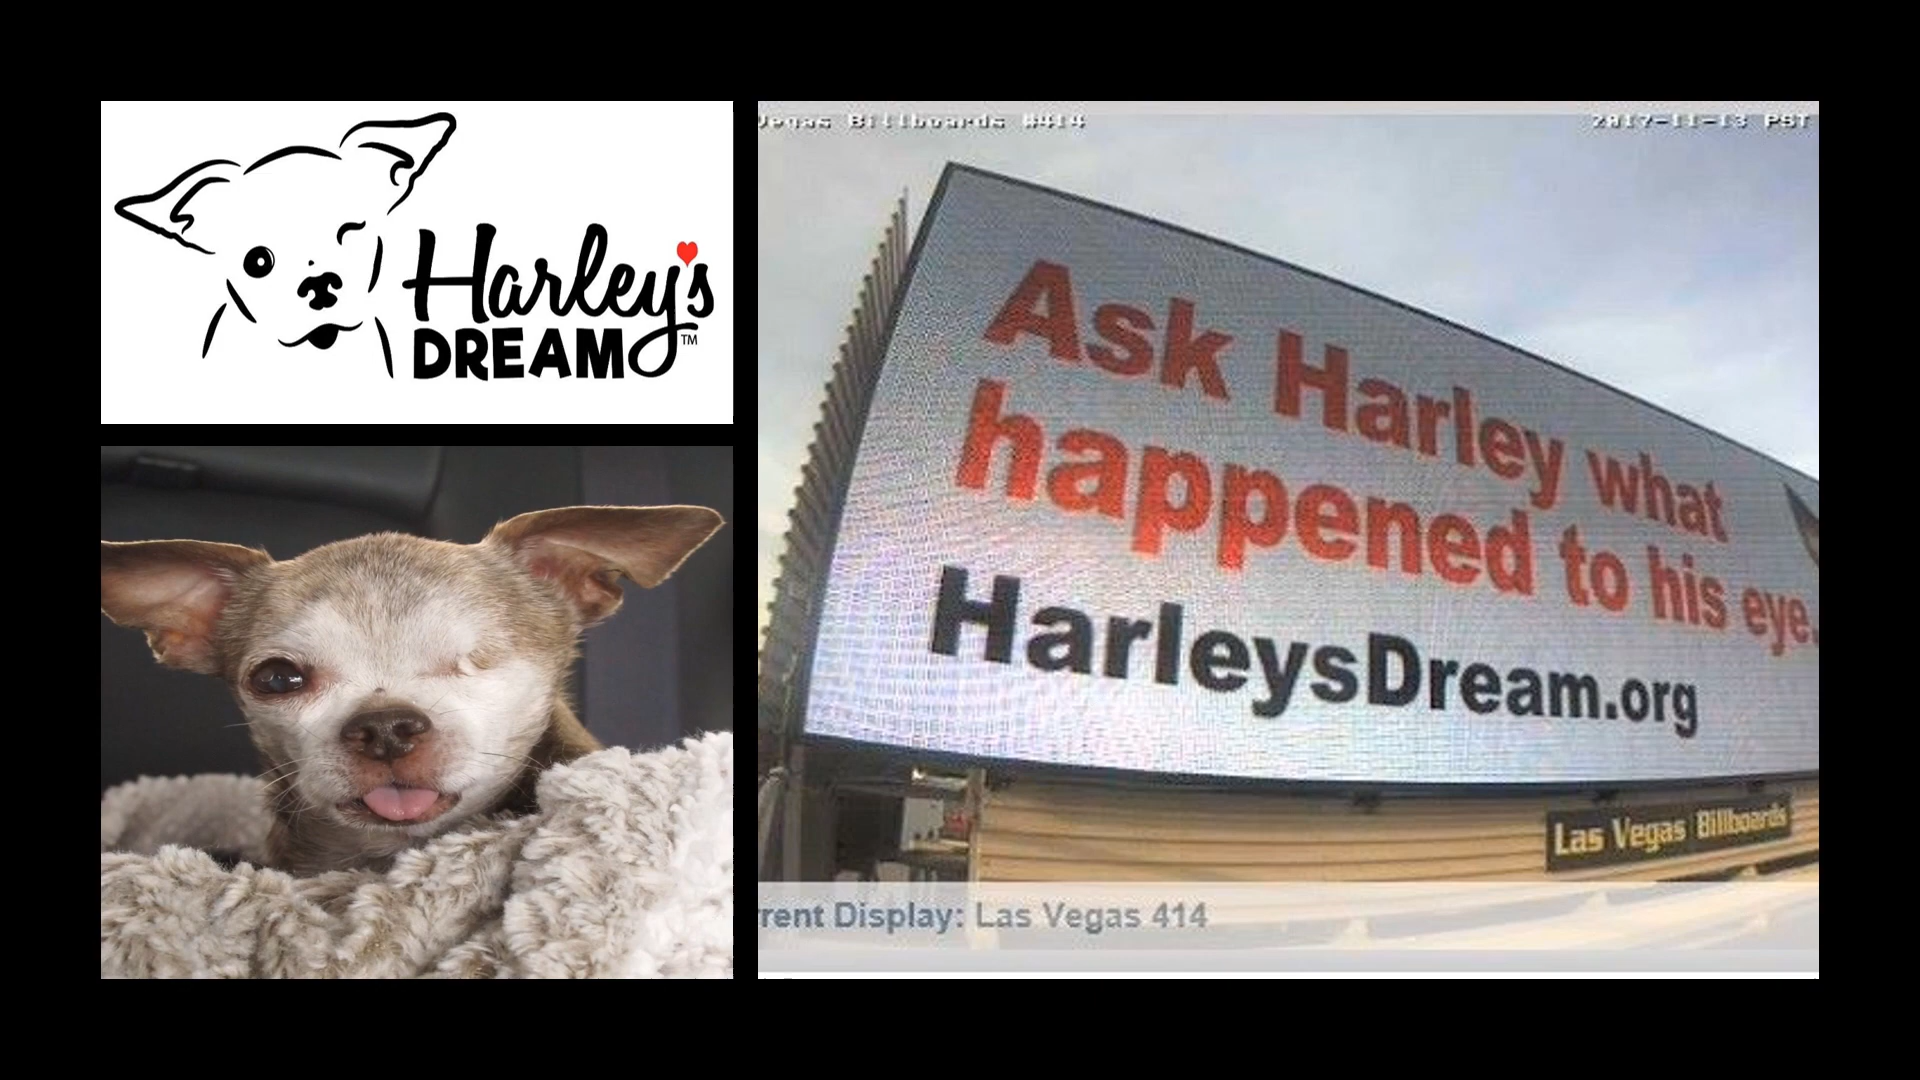 Harley's
DREAM
TM
Vegas Billboards #414
2017-11-13 PST
Ask Harley what
happened to his eye.
HarleysDream.org
Las Vegas Billboards
rrent Display: Las Vegas 414